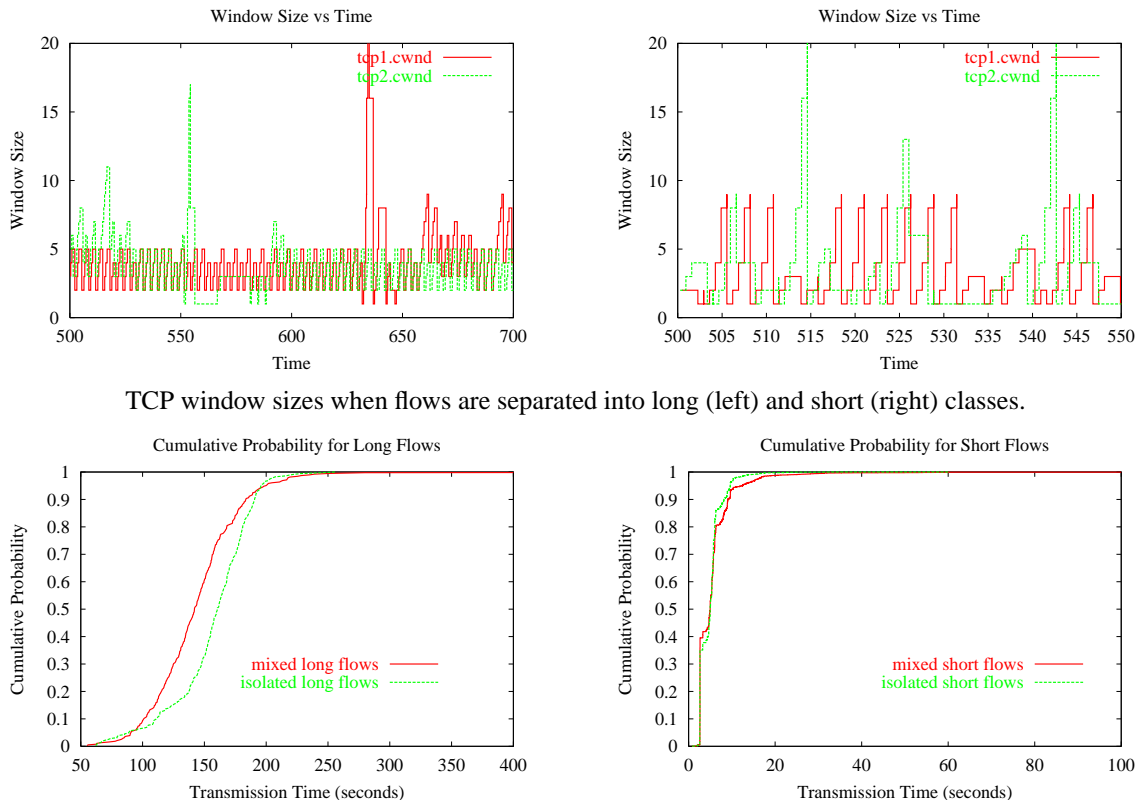 Window Size vs Time
20
15
10
5
0
500
550
600
650
700
Window Size
Time
tcp1.cwnd
tcp2.cwnd
Window Size vs Time
20
15
10
5
0
500
505
510
515
520
525
530
535
540
545
550
Window Size
Time
tcp1.cwnd
tcp2.cwnd
TCP window sizes when flows are separated into long (left) and short (right) classes.
Cumulative Probability for Long Flows
1
0.9
0.8
0.7
0.6
0.5
0.4
0.3
0.2
0.1
0
50
100
150
200
250
300
350
400
Cumulative Probability
Transmission Time (seconds)
mixed long flows
isolated long flows
Cumulative Probability for Short Flows
1
0.9
0.8
0.7
0.6
0.5
0.4
0.3
0.2
0.1
0
0
20
40
60
80
100
Cumulative Probability
Transmission Time (seconds)
mixed short flows
isolated short flows